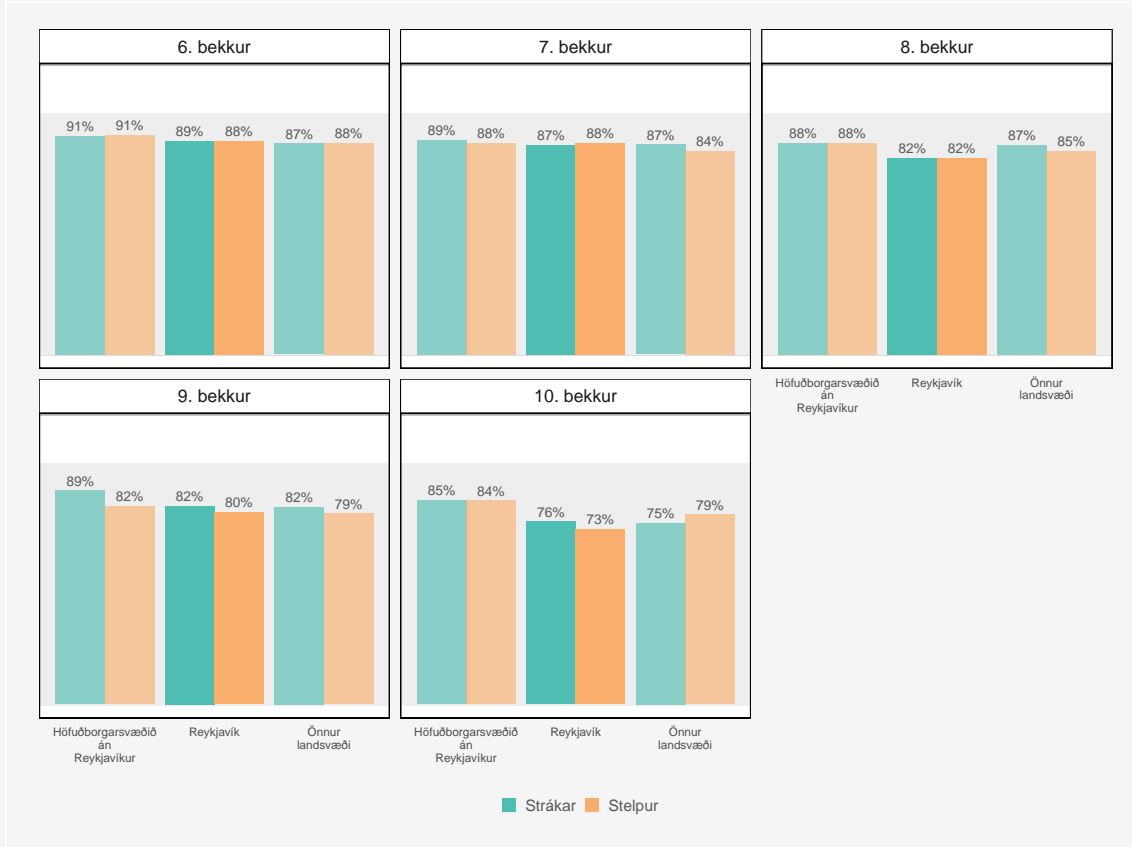 6. bekkur
91% 91% 89% 88% 87% 88%
7. bekkur
89% 88% 87% 88% 87% 84%
8. bekkur
88% 88% 82% 82% 87% 85%
Höfuðborgarsvæðið
án
Reykjavíkur
Reykjavík
Önnur
landsvæði
9. bekkur
89% 82% 82% 80% 82% 79%
Höfuðborgarsvæðið
án
Reykjavíkur
Reykjavík
Önnur
landsvæði
10. bekkur
85% 84% 76% 73% 75% 79%
Höfuðborgarsvæðið
án
Reykjavíkur
Reykjavík
Önnur
landsvæði
Strákar Stelpur